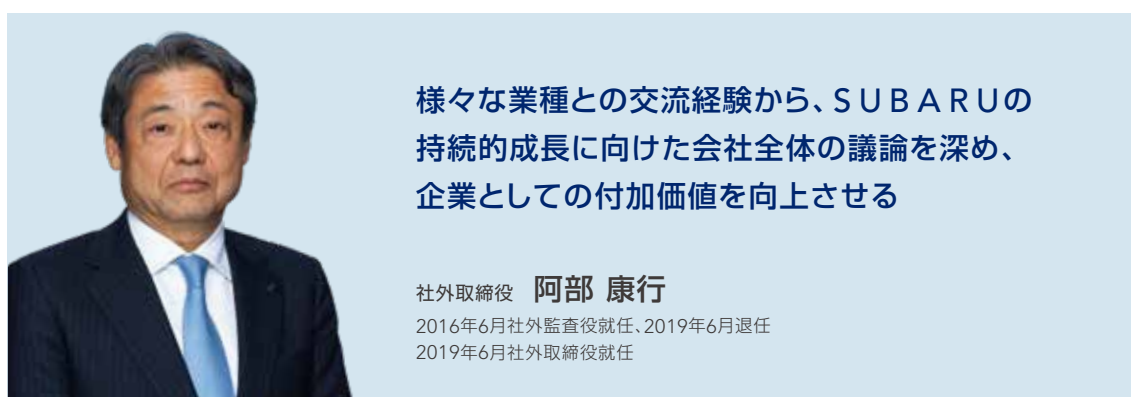 様々な業種との交流経験から、SUBARUの
持続的成長に向けた会社全体の議論を深め、
企業としての付加価値を向上させる
社外取締役 阿部 康行
2016年6月社外監査役就任、2019年6月退任
2019年6月社外取締役就任